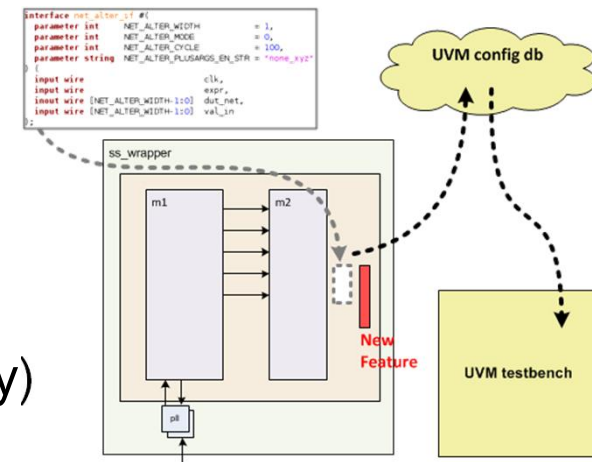 interface net_alter_if #(
parameter int NET_ALTER_WIDTH = 1,
parameter int NET_ALTER_MODE = 0,
parameter int NET_ALTER_CYCLE = 100,
parameter string NET_ALTER_PLUSARGS_EN_STR = "none_xyz"
) (
input wire clk,
input wire expr,
inout wire [NET_ALTER_WIDTH-1:0] dut_net,
inout wire [NET_ALTER_WIDTH-1:0] val_in
);
UVM config db
ss_wrapper
m1
m2
New
Feature
y)
UVM testbench
pll